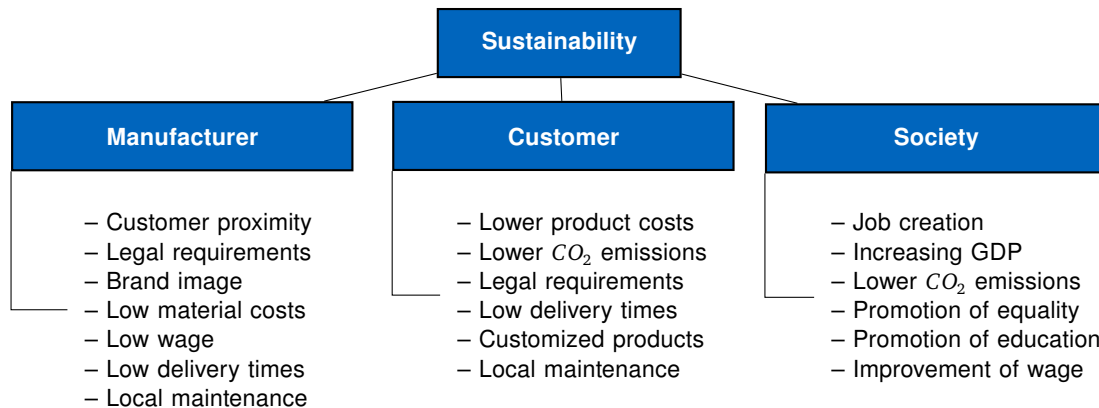 Sustainability
Manufacturer
– Customer proximity
– Legal requirements
– Brand image
– Low material costs
– Low wage
– Low delivery times
– Local maintenance
Customer
– Lower product costs
– Lower CO₂ emissions
– Legal requirements
– Low delivery times
– Customized products
– Local maintenance
Society
– Job creation
– Increasing GDP
– Lower CO₂ emissions
– Promotion of equality
– Promotion of education
– Improvement of wage